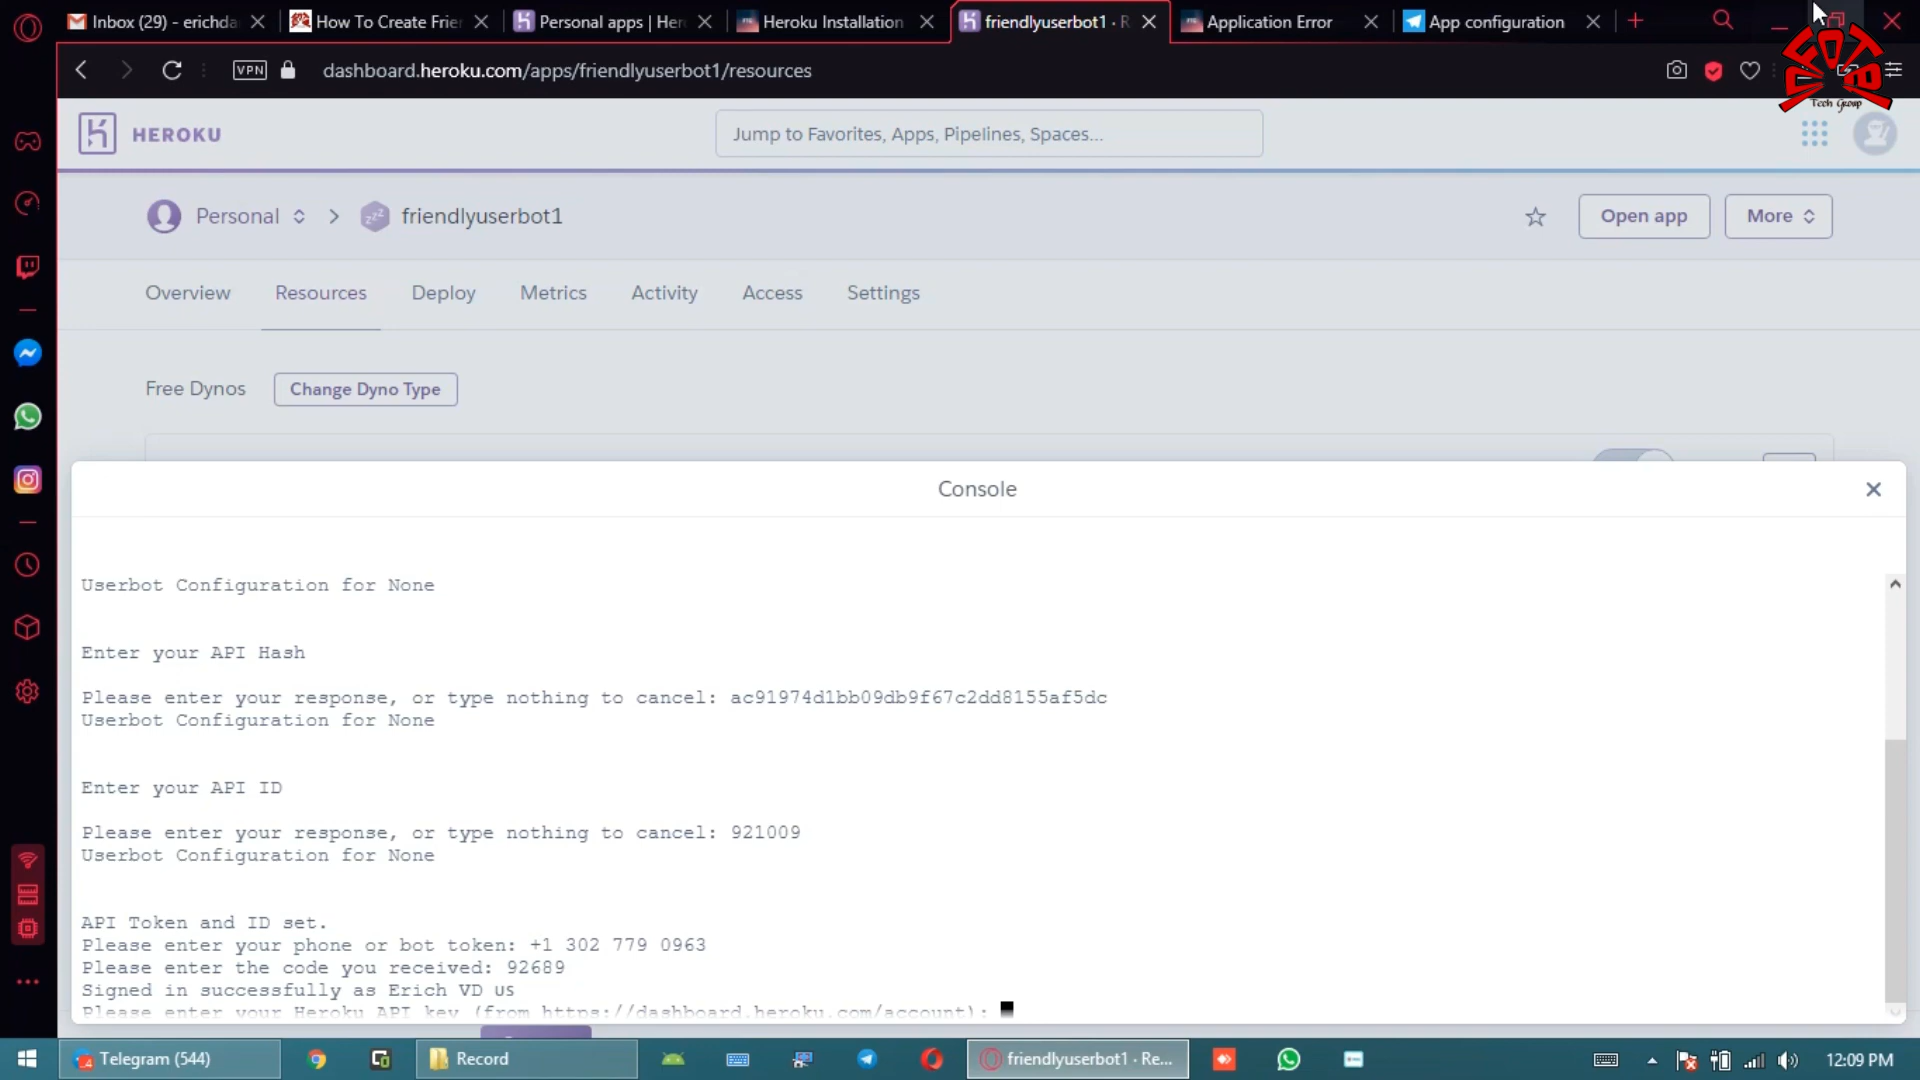 Inbox (29) - erichda
How To Create Frie
Personal apps | Her
Heroku Installation
friendlyuserbot1 · R
Application Error
App configuration
VPN
dashboard.heroku.com/apps/friendlyuserbot1/resources
Tech Group
HEROKU
Jump to Favorites, Apps, Pipelines, Spaces...
Personal
friendlyuserbot1
Open app
More
Overview
Resources
Deploy
Metrics
Activity
Access
Settings
Free Dynos
Change Dyno Type
Console
Userbot Configuration for None
Enter your API Hash
Please enter your response, or type nothing to cancel: ac91974d1bb09db9f67c2dd8155af5dc
Userbot Configuration for None
Enter your API ID
Please enter your response, or type nothing to cancel: 921009
Userbot Configuration for None
API Token and ID set.
Please enter your phone or bot token: +1 302 779 0963
Please enter the code you received: 92689
Signed in successfully as Erich VD us
Please enter your Heroku API key (from https://dashboard.heroku.com/account):
Telegram (544)
Record
friendlyuserbot1 · Re...
12:09 PM